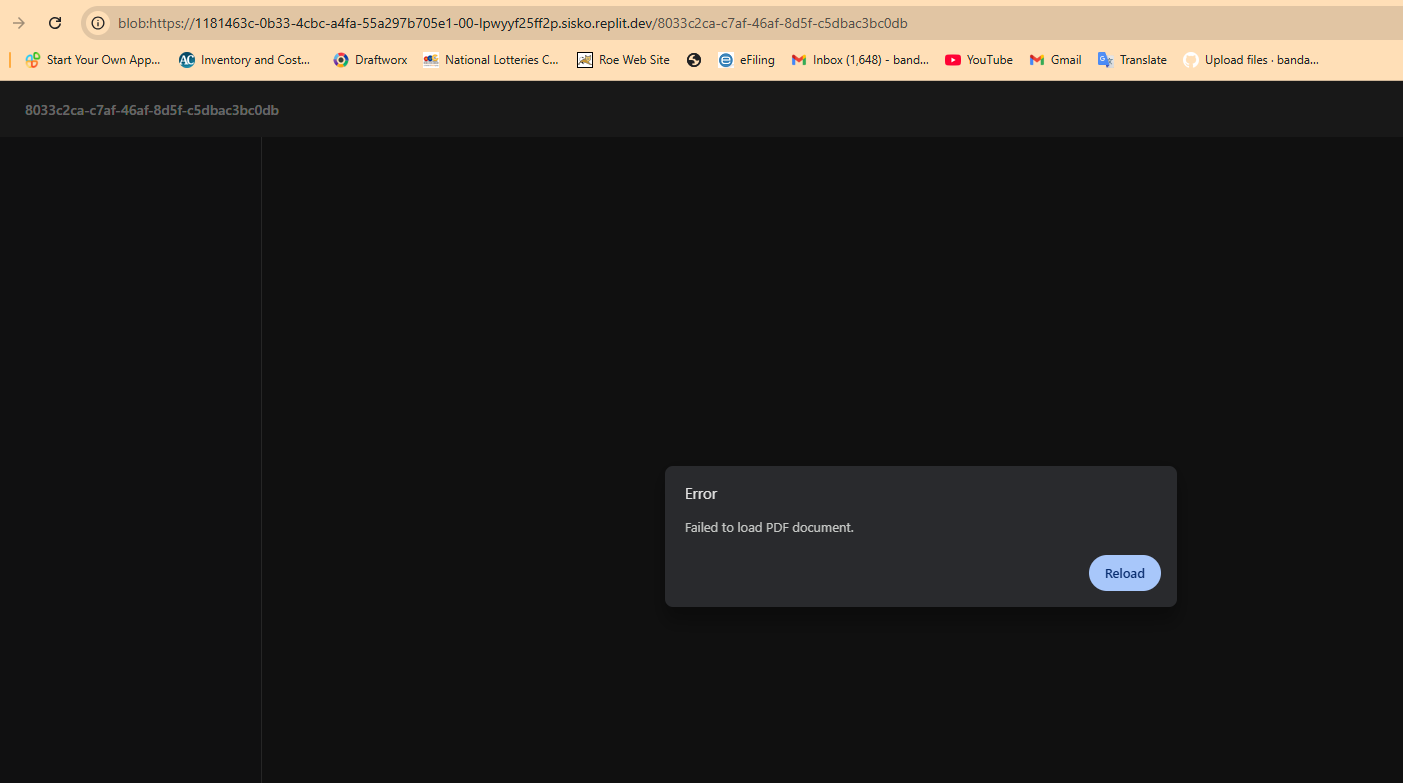 blob:https://1181463c-0b33-4cbc-a4fa-55a297b705e1-00-lpwyyf25ff2p.sisko.replit.dev/8033c2ca-c7af-46af-8d5f-c5dbac3bc0db
Start Your Own App... AC Inventory and Cost... Draftworx National Lotteries C... Roe Web Site eFiling Inbox (1,648) - band... YouTube Gmail Translate Upload files · banda...
8033c2ca-c7af-46af-8d5f-c5dbac3bc0db
Error
Failed to load PDF document.
Reload